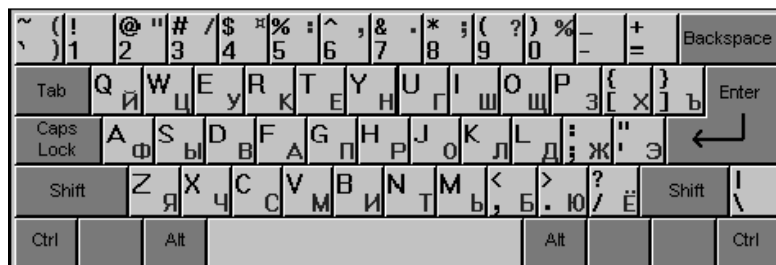 ~ ` ( ) ! 1 @ 2 " # 3 / $ 4 ¤ % 5 : ^ 6 , & 7 . * 8 ; ( 9 ? ) 0 % _ - + = Backspace
Tab Q Й W Ц E У R К T Е Y Н U Г I Ш O Щ P З { [ Х } ] Ъ Enter
Caps Lock A Ф S Ы D В F А G П H Р J О K Л L Д : ; Ж " ' Э
Shift Z Я X Ч C С V М B И N Т M Ь < , Б > . Ю ? / Ё Shift | \
Ctrl Alt Alt Ctrl